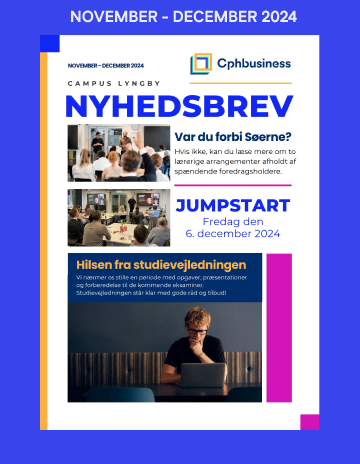 NOVEMBER - DECEMBER 2024
NOVEMBER - DECEMBER 2024
Cphbusiness
CAMPUS LYNGBY
NYHEDSBREV
Var du forbi Søerne?
Hvis ikke, kan du læse mere om to
lærerige arrangementer afholdt af
spændende foredragsholdere.
JUMPSTART
Fredag den
6. december 2024
Hilsen fra studievejledningen
Vi nærmer os stille en periode med opgaver, præsentationer
og forberedelse til de kommende eksaminer.
Studievejledningen står klar med gode råd og tilbud!